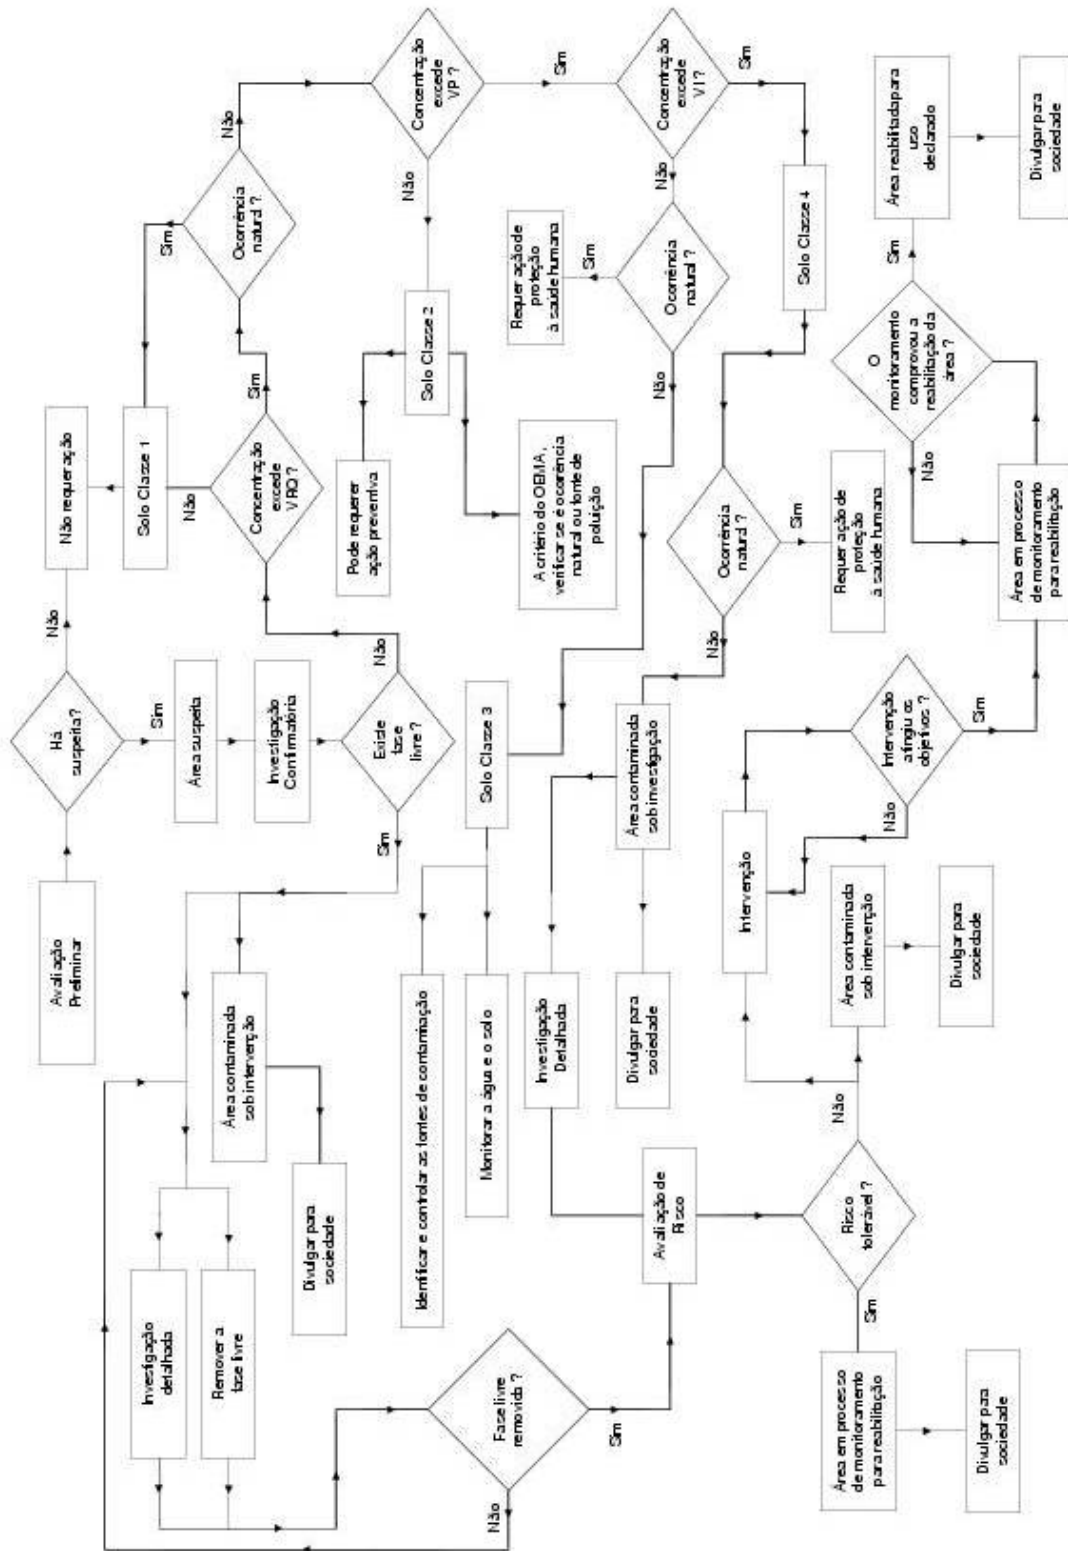 Avaliação
Preliminar
Há
suspeita?
Não
Não requer ação
Sim
Área suspeita
Investigação
Confirmatória
Existe
fase
livre ?
Não
Sim
Concentração
excede
VRQ ?
Não
Solo Classe 1
Sim
Ocorrência
natural ?
Sim
Não
Concentração
excede
VP ?
Não
Solo Classe 2
Pode requerer
ação preventiva
A critério do OEMA,
verificar se é ocorrência
natural ou fonte de
poluição
Sim
Concentração
excede
VI ?
Não
Ocorrência
natural ?
Sim
Requer ação de
proteção
à saúde humana
Não
Solo Classe 3
Identificar e controlar as fontes de contaminação
Monitorar a água e o solo
Sim
Solo Classe 4
Ocorrência
natural ?
Sim
Requer ação de
proteção
à saúde humana
Não
Área contaminada
sob investigação
Divulgar para
sociedade
Investigação
Detalhada
Área contaminada
sob intervenção
Divulgar para
sociedade
Investigação
detalhada
Remover a
fase livre
Fase livre
removida ?
Não
Sim
Avaliação de
Risco
Risco
tolerável ?
Sim
Área em processo
de monitoramento
para reabilitação
Divulgar para
sociedade
Não
Área contaminada
sob intervenção
Divulgar para
sociedade
Intervenção
Intervenção
atingiu os
objetivos ?
Não
Sim
Área em processo
de monitoramento
para reabilitação
O
monitoramento
comprovou a
reabilitação da
área ?
Não
Sim
Área reabilitada para
uso
declarado
Divulgar para
sociedade